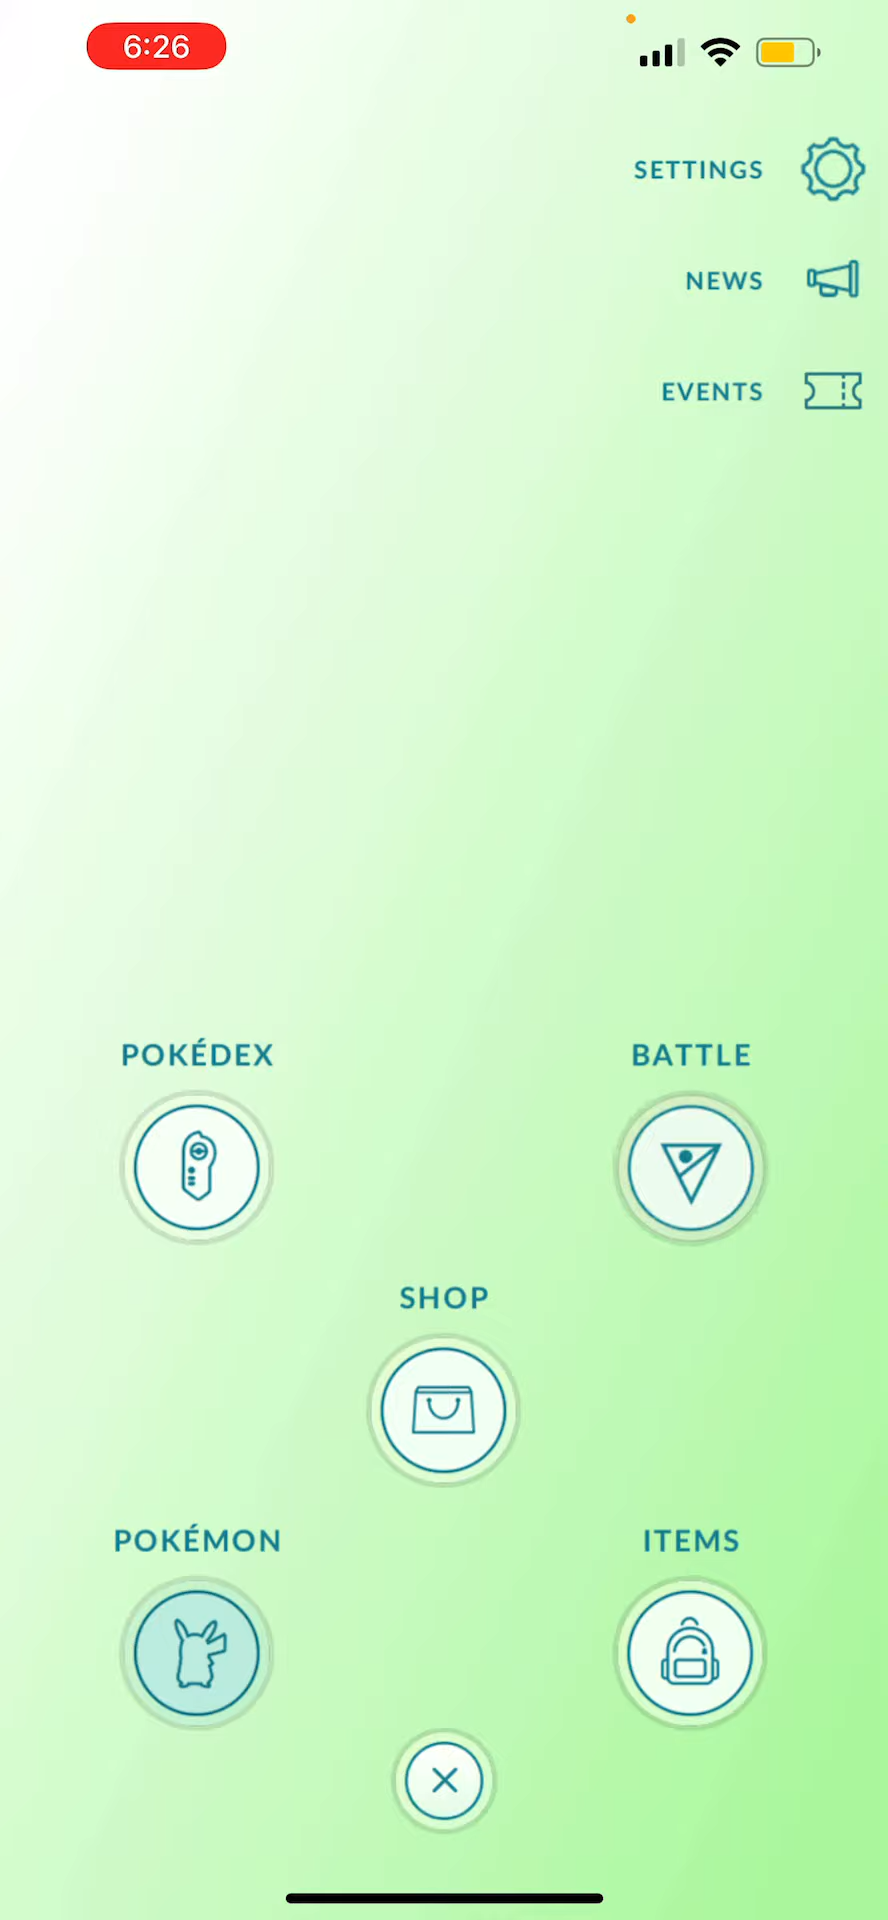 6:26
SETTINGS
NEWS
EVENTS
POKÉDEX
BATTLE
SHOP
POKÉMON
ITEMS